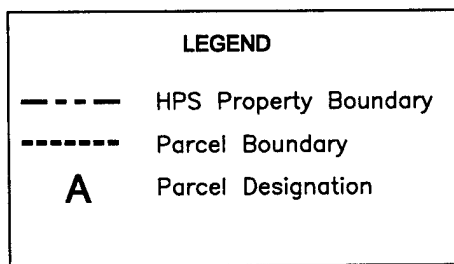 LEGEND
HPS Property Boundary
Parcel Boundary
A Parcel Designation